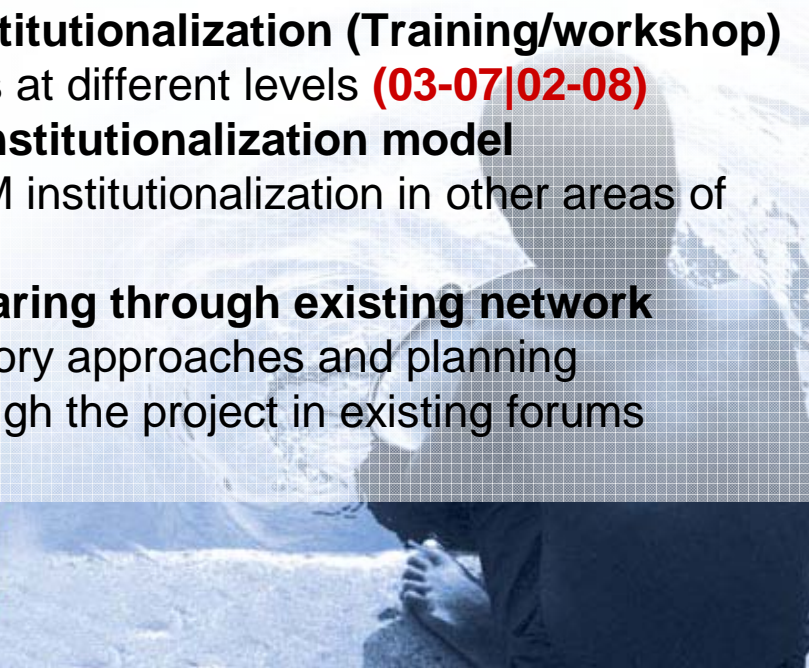 stitutionalization (Training/workshop)
s at different levels (03-07|02-08)
nstitutionalization model
M institutionalization in other areas of
aring through existing network
ory approaches and planning
gh the project in existing forums